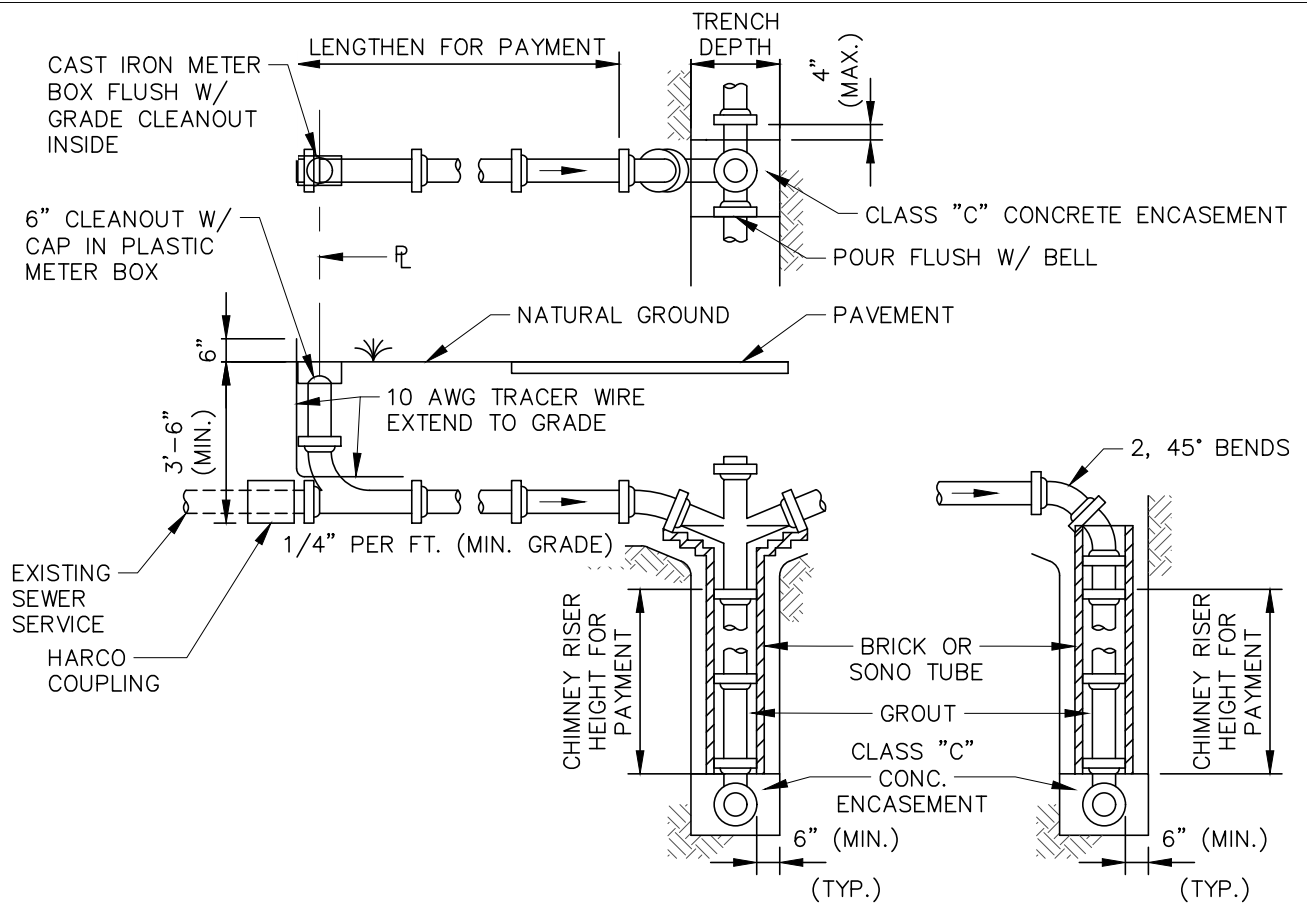 TRENCH
DEPTH
LENGTHEN FOR PAYMENT
4" (MAX.)
CAST IRON METER
BOX FLUSH W/
GRADE CLEANOUT
INSIDE
6" CLEANOUT W/
CAP IN PLASTIC
METER BOX
CLASS "C" CONCRETE ENCASEMENT
POUR FLUSH W/ BELL
PL
NATURAL GROUND
PAVEMENT
6"
10 AWG TRACER WIRE
EXTEND TO GRADE
3'-6"
(MIN.)
2, 45° BENDS
1/4" PER FT. (MIN. GRADE)
EXISTING
SEWER
SERVICE
HARCO
COUPLING
CHIMNEY RISER
HEIGHT FOR
PAYMENT
BRICK OR
SONO TUBE
GROUT
CLASS "C"
CONC.
ENCASEMENT
CHIMNEY RISER
HEIGHT FOR
PAYMENT
6" (MIN.)
(TYP.)
6" (MIN.)
(TYP.)